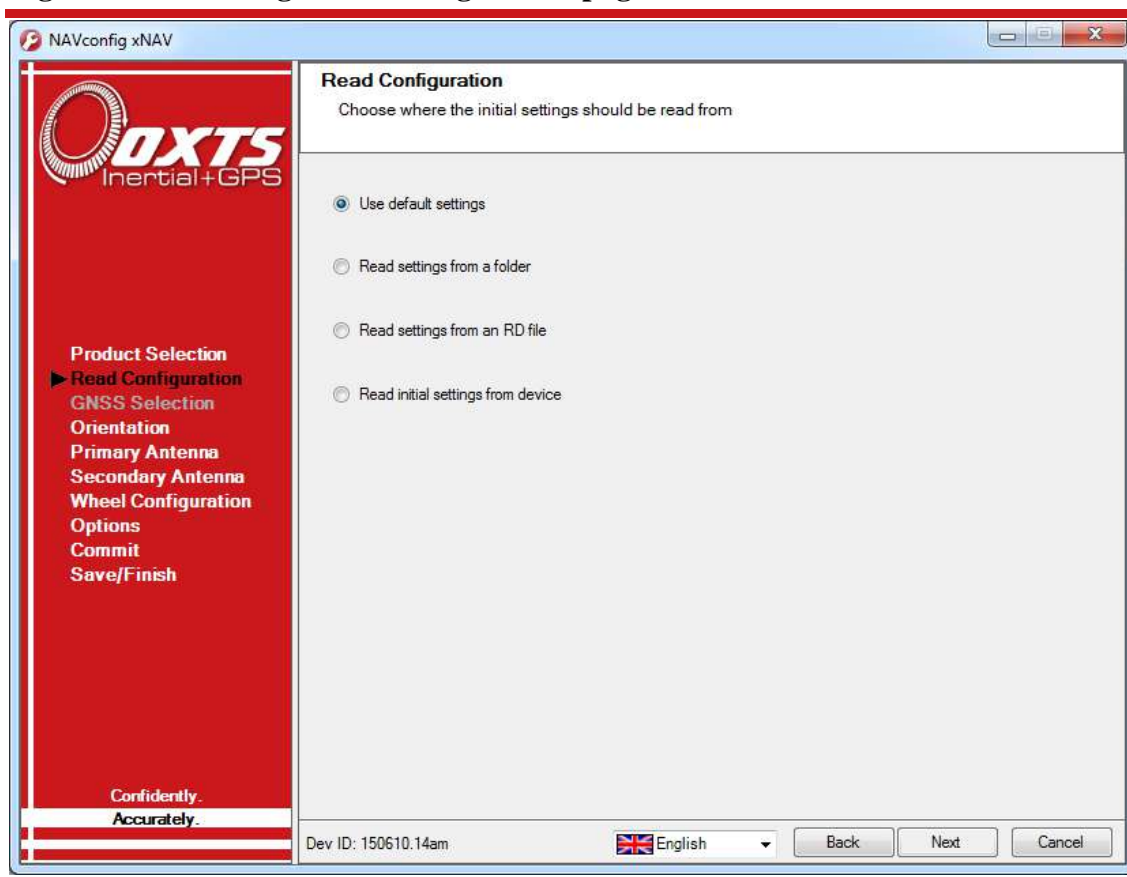 NAVconfig xNAV
OXTS
Inertial+GPS
Read Configuration
Choose where the initial settings should be read from
Use default settings
Read settings from a folder
Read settings from an RD file
Read initial settings from device
Product Selection
Read Configuration
GNSS Selection
Orientation
Primary Antenna
Secondary Antenna
Wheel Configuration
Options
Commit
Save/Finish
Confidently.
Accurately.
Dev ID: 150610.14am
English
Back
Next
Cancel